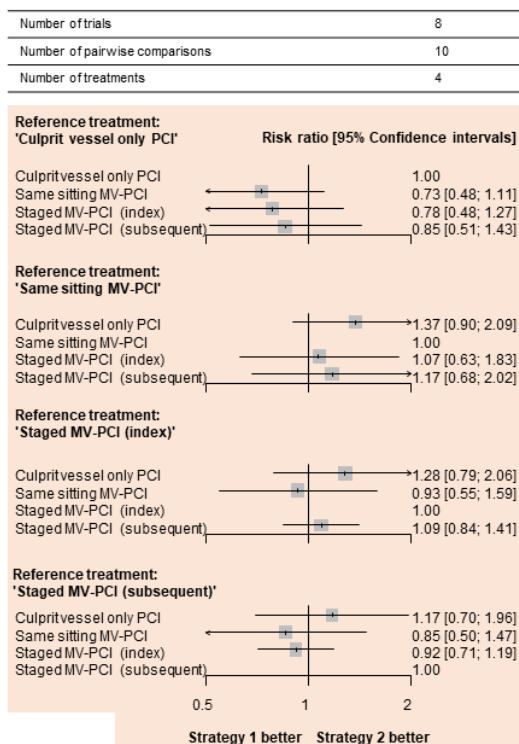 Number of trials 8
Number of pairwise comparisons 10
Number of treatments 4
Reference treatment:
'Culprit vessel only PCI' Risk ratio [95% Confidence intervals]
Culpritvessel only PCI 1.00
Same sitting MV-PCI 0.73 [0.48; 1.11]
Staged MV-PCI (index) 0.78 [0.48; 1.27]
Staged MV-PCI (subsequent) 0.85 [0.51; 1.43]
Reference treatment:
'Same sitting MV-PCI'
Culpritvessel only PCI 1.37 [0.90; 2.09]
Same sitting MV-PCI 1.00
Staged MV-PCI (index) 1.07 [0.63; 1.83]
Staged MV-PCI (subsequent) 1.17 [0.68; 2.02]
Reference treatment:
'Staged MV-PCI (index)'
Culpritvessel only PCI 1.28 [0.79; 2.06]
Same sitting MV-PCI 0.93 [0.55; 1.59]
Staged MV-PCI (index) 1.00
Staged MV-PCI (subsequent) 1.09 [0.84; 1.41]
Reference treatment:
'Staged MV-PCI (subsequent)'
Culpritvessel only PCI 1.17 [0.70; 1.96]
Same sitting MV-PCI 0.85 [0.50; 1.47]
Staged MV-PCI (index) 0.92 [0.71; 1.19]
Staged MV-PCI (subsequent) 1.00
0.5 1 2
Strategy 1 better Strategy 2 better